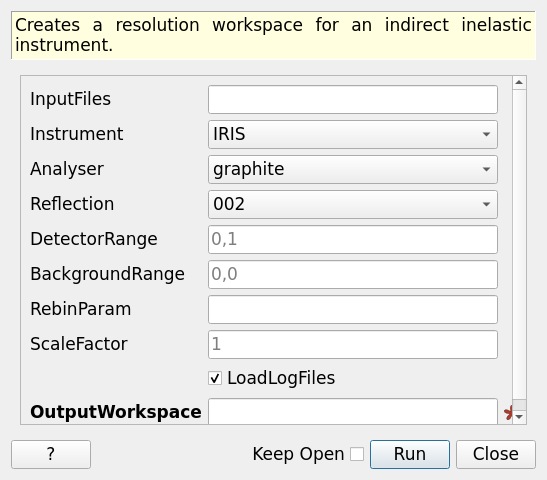 Creates a resolution workspace for an indirect inelastic
instrument.
InputFiles
Instrument IRIS
Analyser graphite
Reflection 002
DetectorRange 0,1
BackgroundRange 0,0
RebinParam
ScaleFactor 1
LoadLogFiles
OutputWorkspace
? Keep Open Run Close